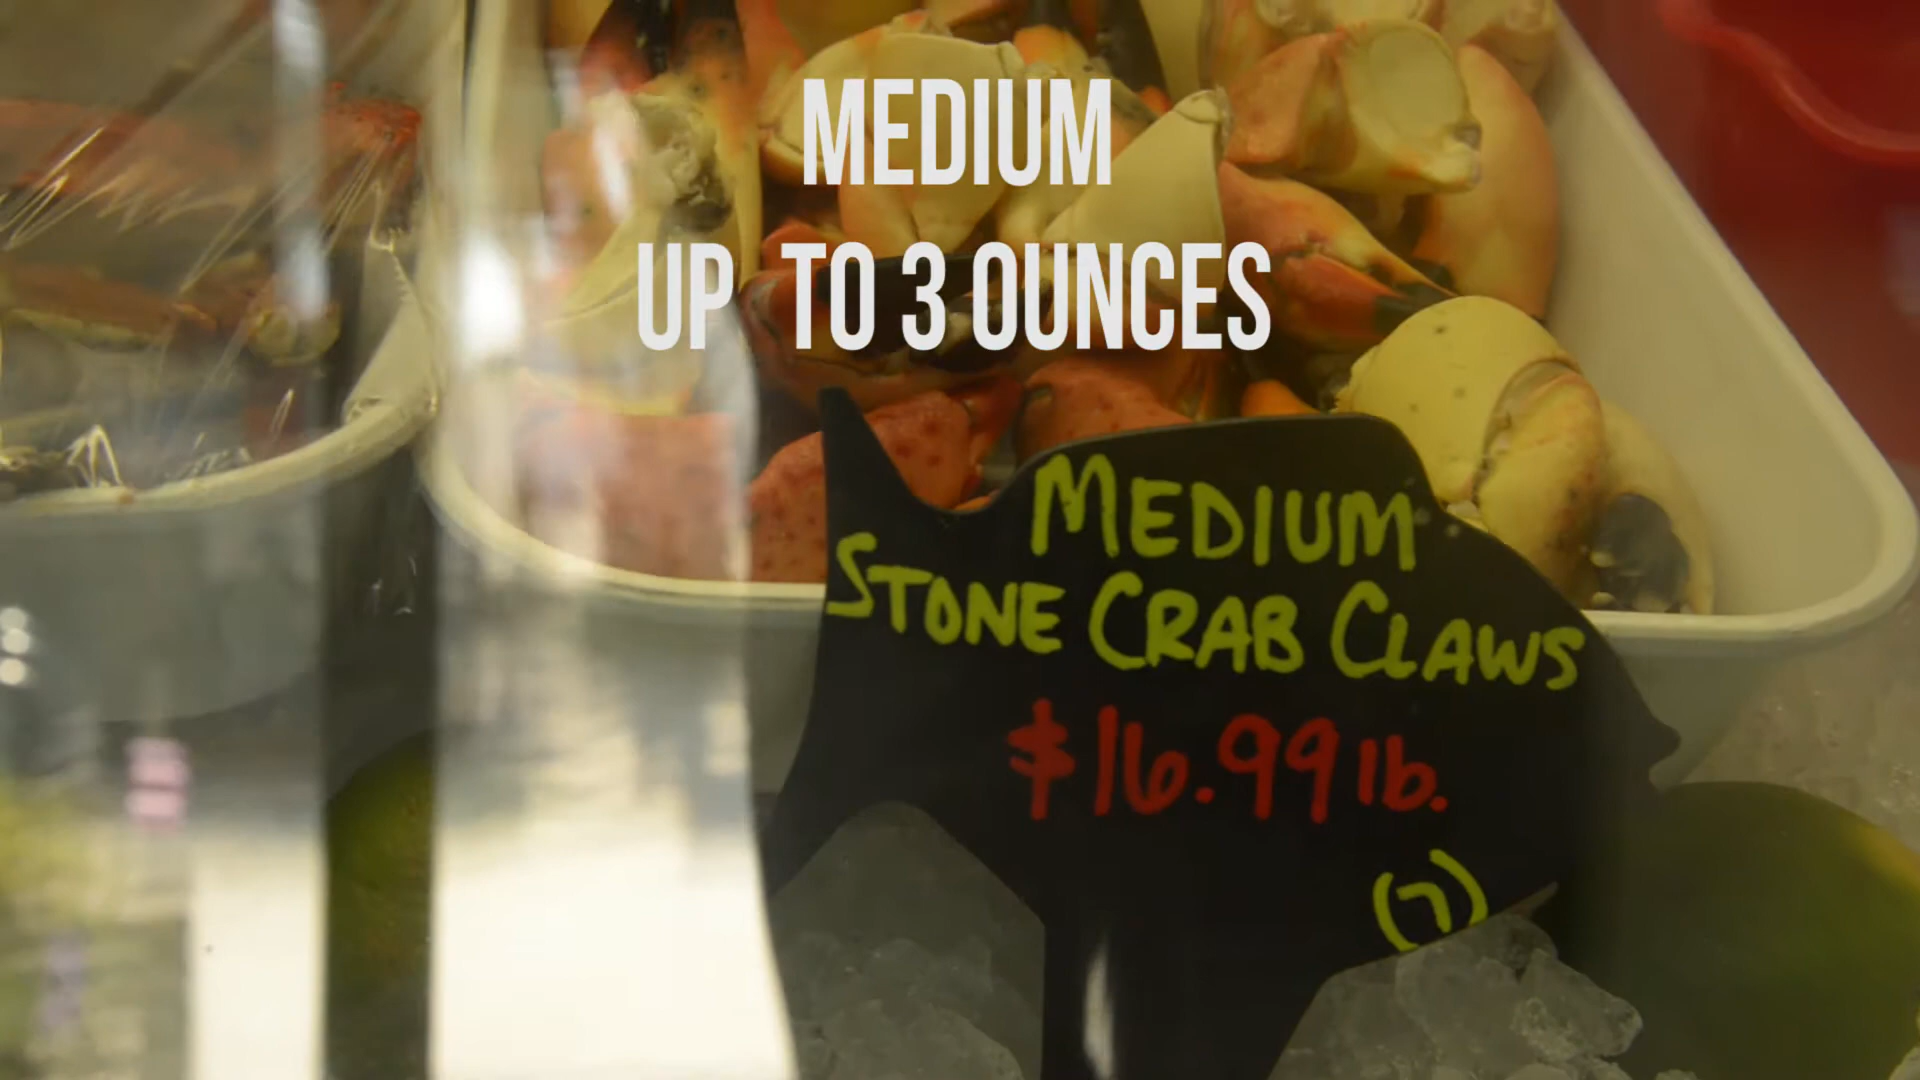 MEDIUM
UP TO 3 OUNCES
MEDIUM
STONE CRAB CLAWS
$16.99 lb.
(7)